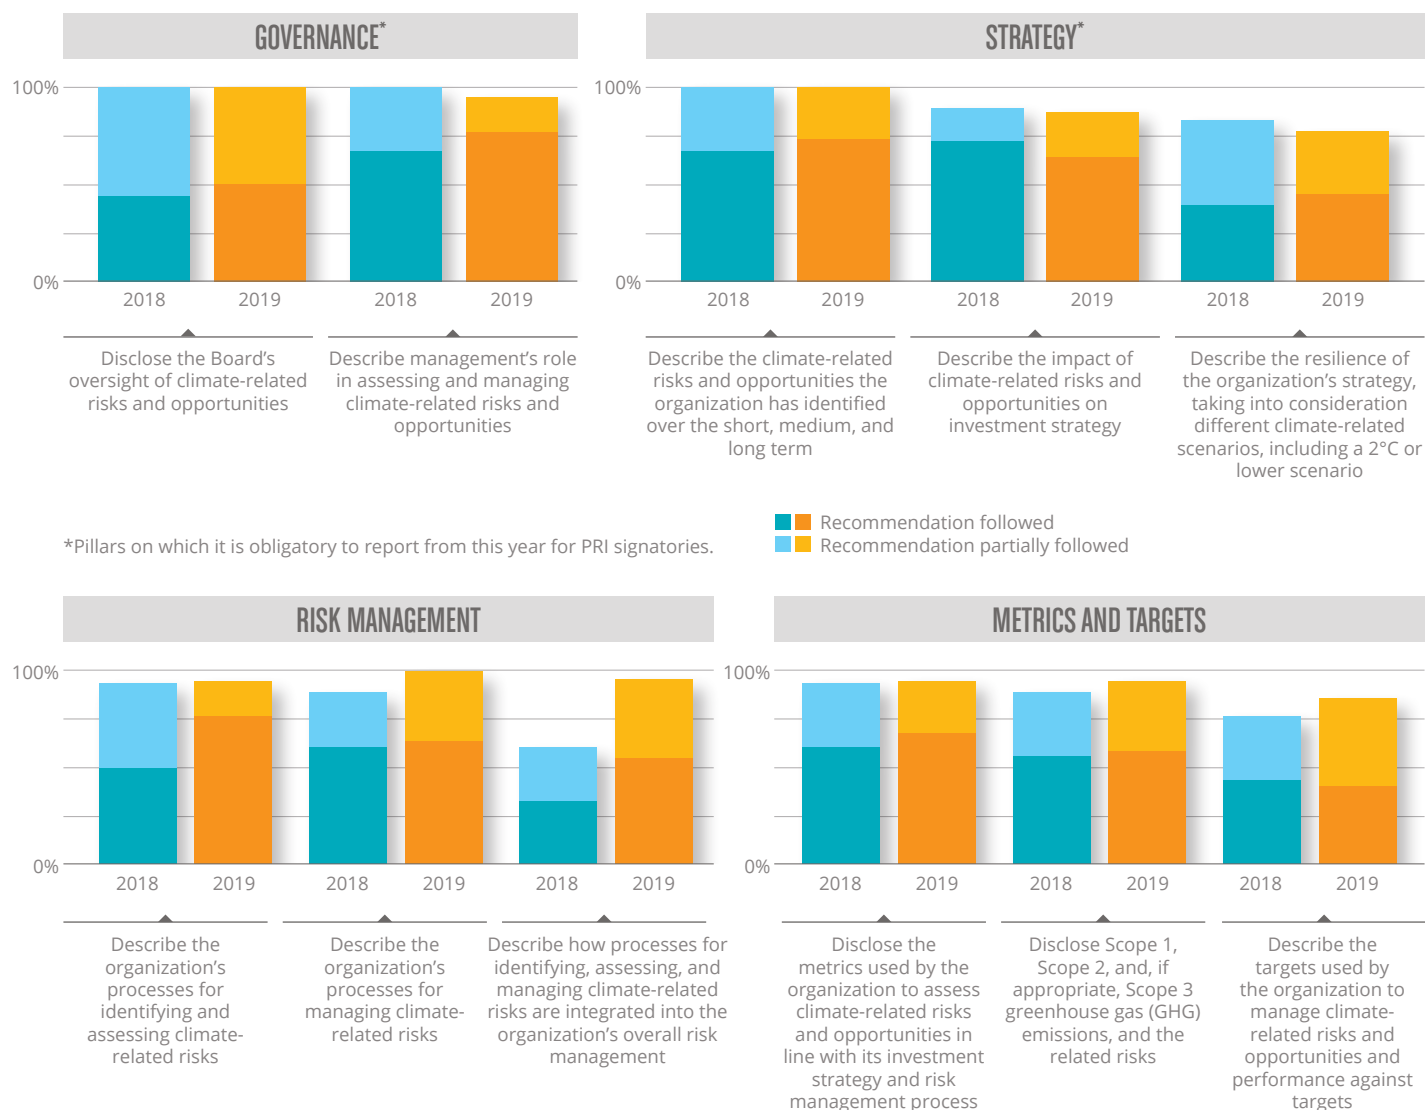 GOVERNANCE*
100%
0%
2018
2019
2018
2019
Disclose the Board's
oversight of climate-related
risks and opportunities
Describe management's role
in assessing and managing
climate-related risks and
opportunities
STRATEGY*
100%
0%
2018
2019
2018
2019
2018
2019
Describe the climate-related
risks and opportunities the
organization has identified
over the short, medium, and
long term
Describe the impact of
climate-related risks and
opportunities on
investment strategy
Describe the resilience of
the organization's strategy,
taking into consideration
different climate-related
scenarios, including a 2°C or
lower scenario
*Pillars on which it is obligatory to report from this year for PRI signatories.
Recommendation followed
Recommendation partially followed
RISK MANAGEMENT
100%
0%
2018
2019
2018
2019
2018
2019
Describe the
organization's
processes for
identifying and
assessing climate-
related risks
Describe the
organization's
processes for
managing climate-
related risks
Describe how processes for
identifying, assessing, and
managing climate-related
risks are integrated into the
organization's overall risk
management
METRICS AND TARGETS
100%
0%
2018
2019
2018
2019
2018
2019
Disclose the
metrics used by the
organization to assess
climate-related risks
and opportunities in
line with its investment
strategy and risk
management process
Disclose Scope 1,
Scope 2, and, if
appropriate, Scope 3
greenhouse gas (GHG)
emissions, and the
related risks
Describe the
targets used by
the organization to
manage climate-
related risks and
opportunities and
performance against
targets